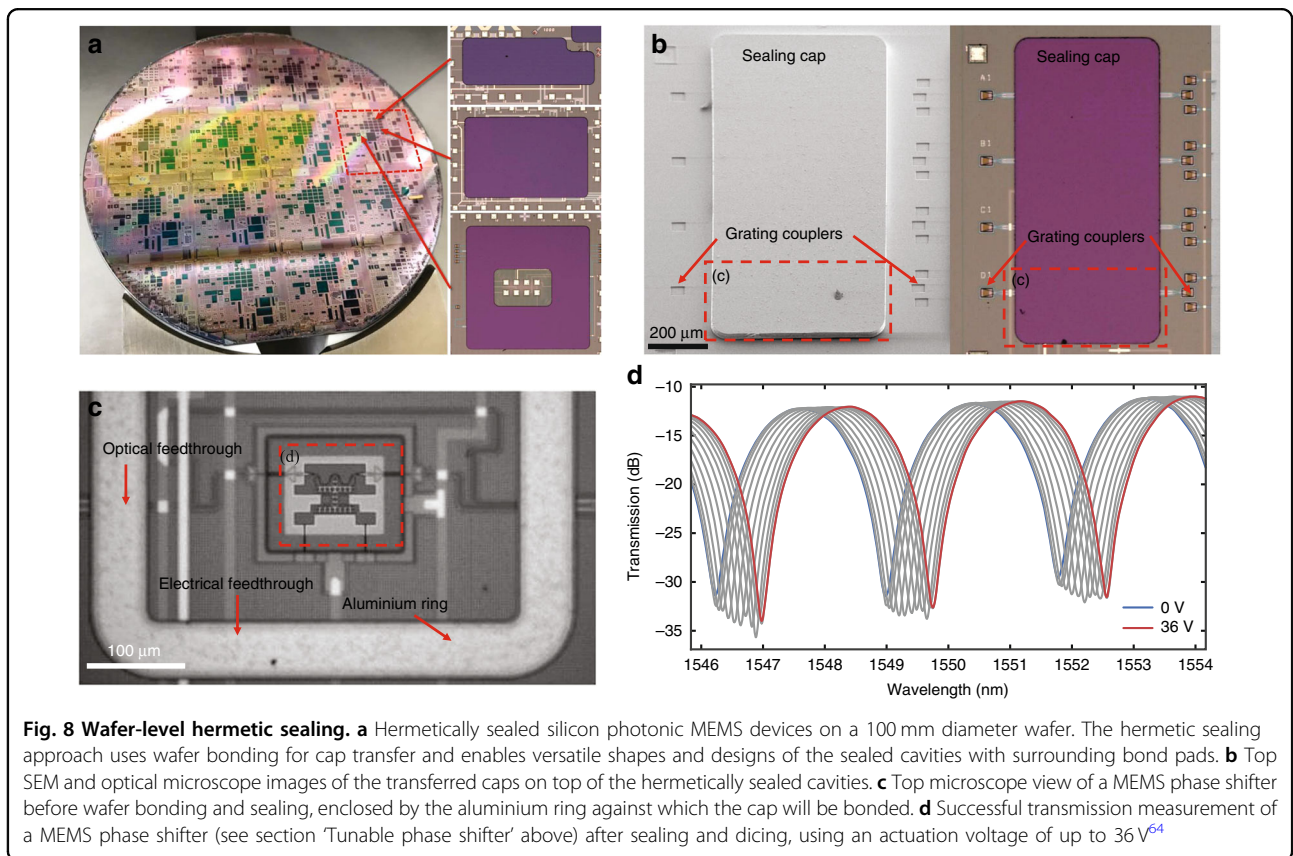 a
b
Sealing cap
Sealing cap
A1
B1
C1
D1
Grating couplers
Grating couplers
(c)
(c)
200 μm
c
Optical feedthrough
(d)
Electrical feedthrough
Aluminium ring
100 μm
d
−10
−15
−20
−25
−30
−35
Transmission (dB)
0 V
36 V
1546 1547 1548 1549 1550 1551 1552 1553 1554
Wavelength (nm)
Fig. 8 Wafer-level hermetic sealing. a Hermetically sealed silicon photonic MEMS devices on a 100 mm diameter wafer. The hermetic sealing
approach uses wafer bonding for cap transfer and enables versatile shapes and designs of the sealed cavities with surrounding bond pads. b Top
SEM and optical microscope images of the transferred caps on top of the hermetically sealed cavities. c Top microscope view of a MEMS phase shifter
before wafer bonding and sealing, enclosed by the aluminium ring against which the cap will be bonded. d Successful transmission measurement of
a MEMS phase shifter (see section ‘Tunable phase shifter’ above) after sealing and dicing, using an actuation voltage of up to 36 V64